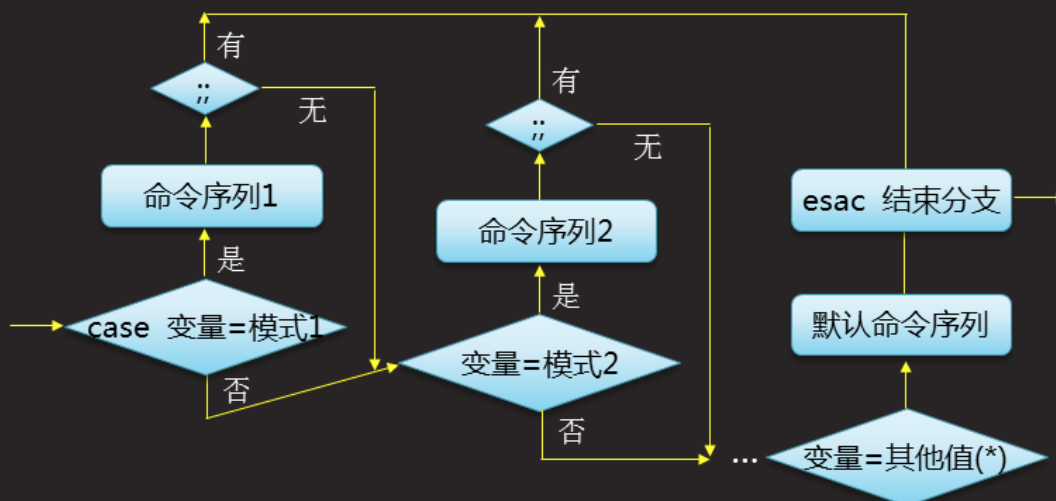 有
;;
无
命令序列1
是
case 变量=模式1
否
有
;;
无
命令序列2
是
变量=模式2
否
...
esac 结束分支
默认命令序列
变量=其他值(*)